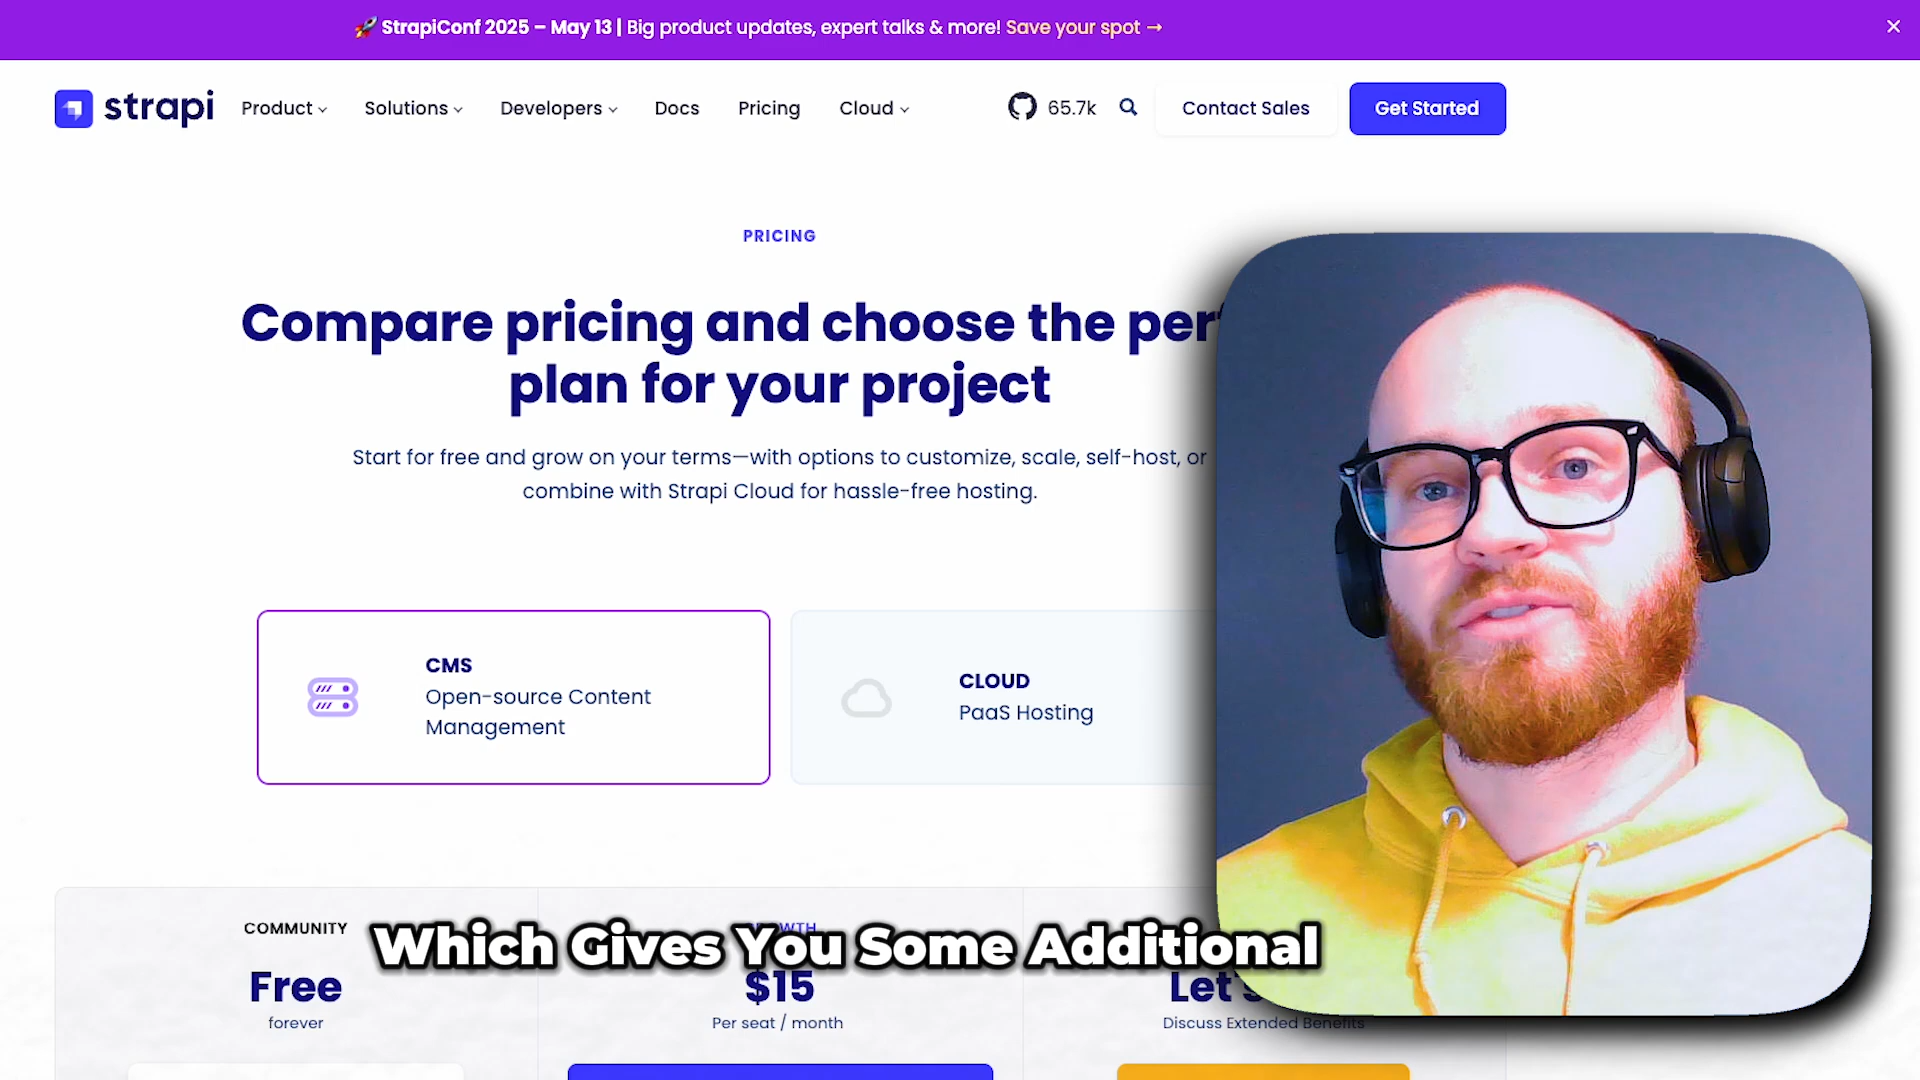 🚀 StrapiConf 2025 – May 13 | Big product updates, expert talks & more! Save your spot →
strapi
Product
Solutions
Developers
Docs
Pricing
Cloud
65.7k
Contact Sales
Get Started
PRICING
Compare pricing and choose the per
plan for your project
Start for free and grow on your terms—with options to customize, scale, self-host, or
combine with Strapi Cloud for hassle-free hosting.
CMS
Open-source Content
Management
CLOUD
PaaS Hosting
COMMUNITY
Free
forever
$15
Per seat / month
Let's
Discuss Extended Benefits
Which Gives You Some Additional